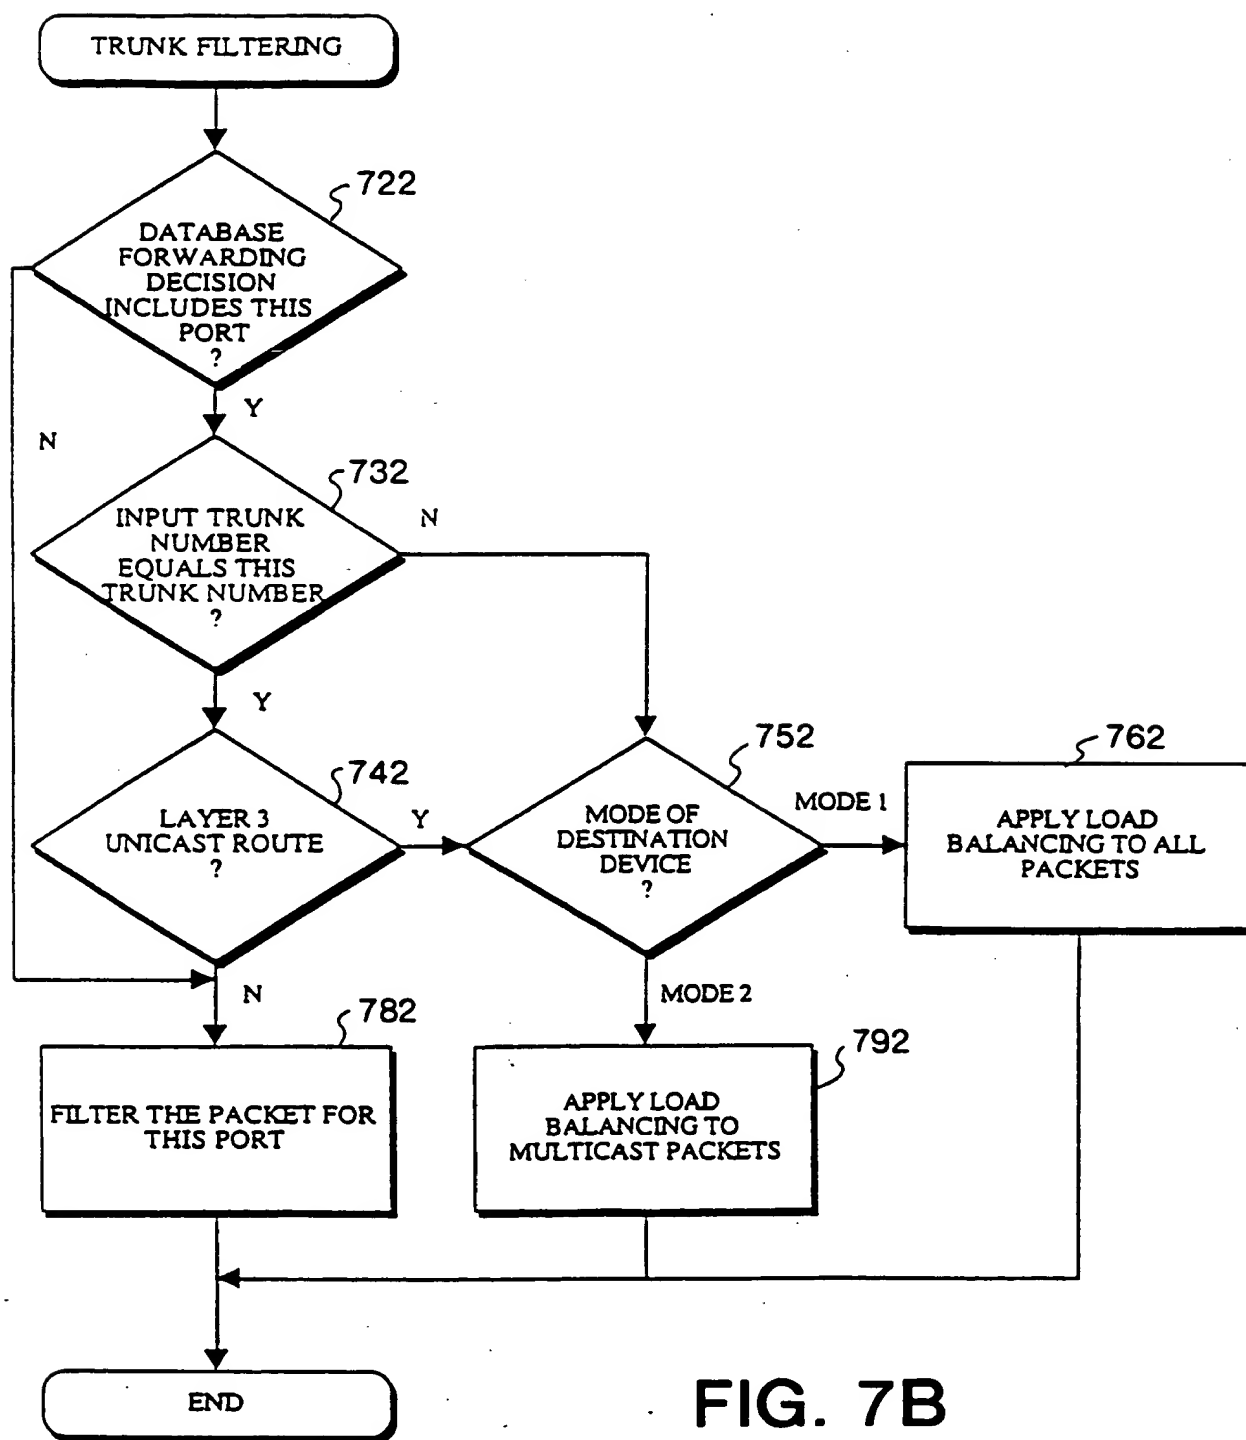 TRUNK FILTERING
722
DATABASE
FORWARDING
DECISION
INCLUDES THIS
PORT
?
Y
N
732
INPUT TRUNK
NUMBER
EQUALS THIS
TRUNK NUMBER
?
N
Y
742
LAYER 3
UNICAST ROUTE
?
Y
N
752
MODE OF
DESTINATION
DEVICE
?
MODE 1
MODE 2
762
APPLY LOAD
BALANCING TO ALL
PACKETS
782
FILTER THE PACKET FOR
THIS PORT
792
APPLY LOAD
BALANCING TO
MULTICAST PACKETS
END
FIG. 7B